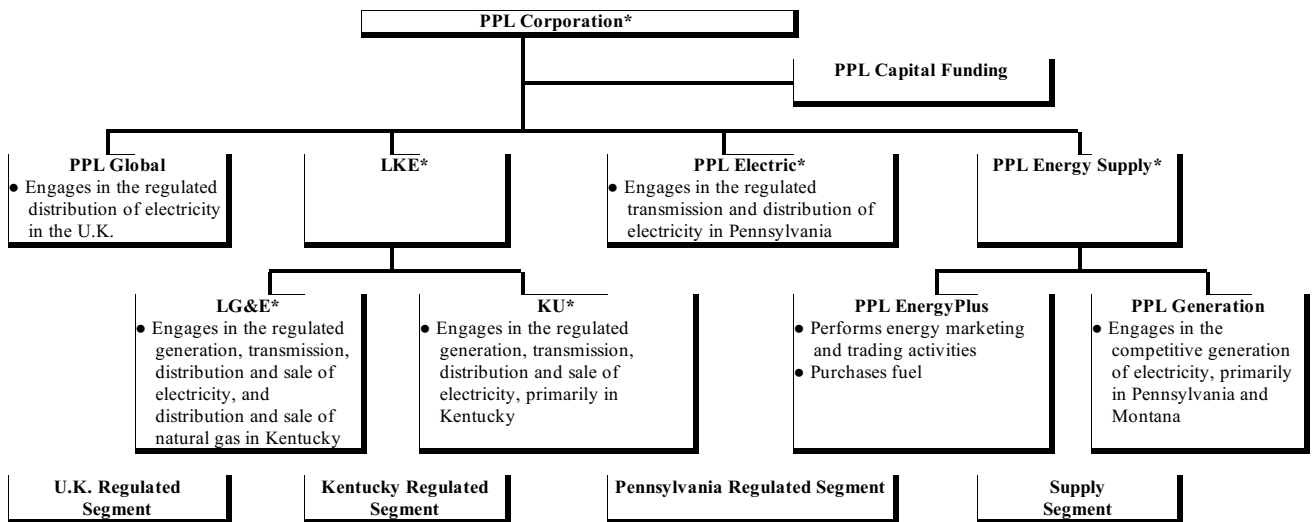 PPL Corporation*
PPL Capital Funding
PPL Global
● Engages in the regulated
distribution of electricity
in the U.K.
LKE*
PPL Electric*
● Engages in the regulated
transmission and distribution of
electricity in Pennsylvania
PPL Energy Supply*
LG&E*
● Engages in the regulated
generation, transmission,
distribution and sale of
electricity, and
distribution and sale of
natural gas in Kentucky
KU*
● Engages in the regulated
generation, transmission,
distribution and sale of
electricity, primarily in
Kentucky
PPL EnergyPlus
● Performs energy marketing
and trading activities
● Purchases fuel
PPL Generation
● Engages in the
competitive generation
of electricity, primarily
in Pennsylvania and
Montana
U.K. Regulated
Segment
Kentucky Regulated
Segment
Pennsylvania Regulated Segment
Supply
Segment